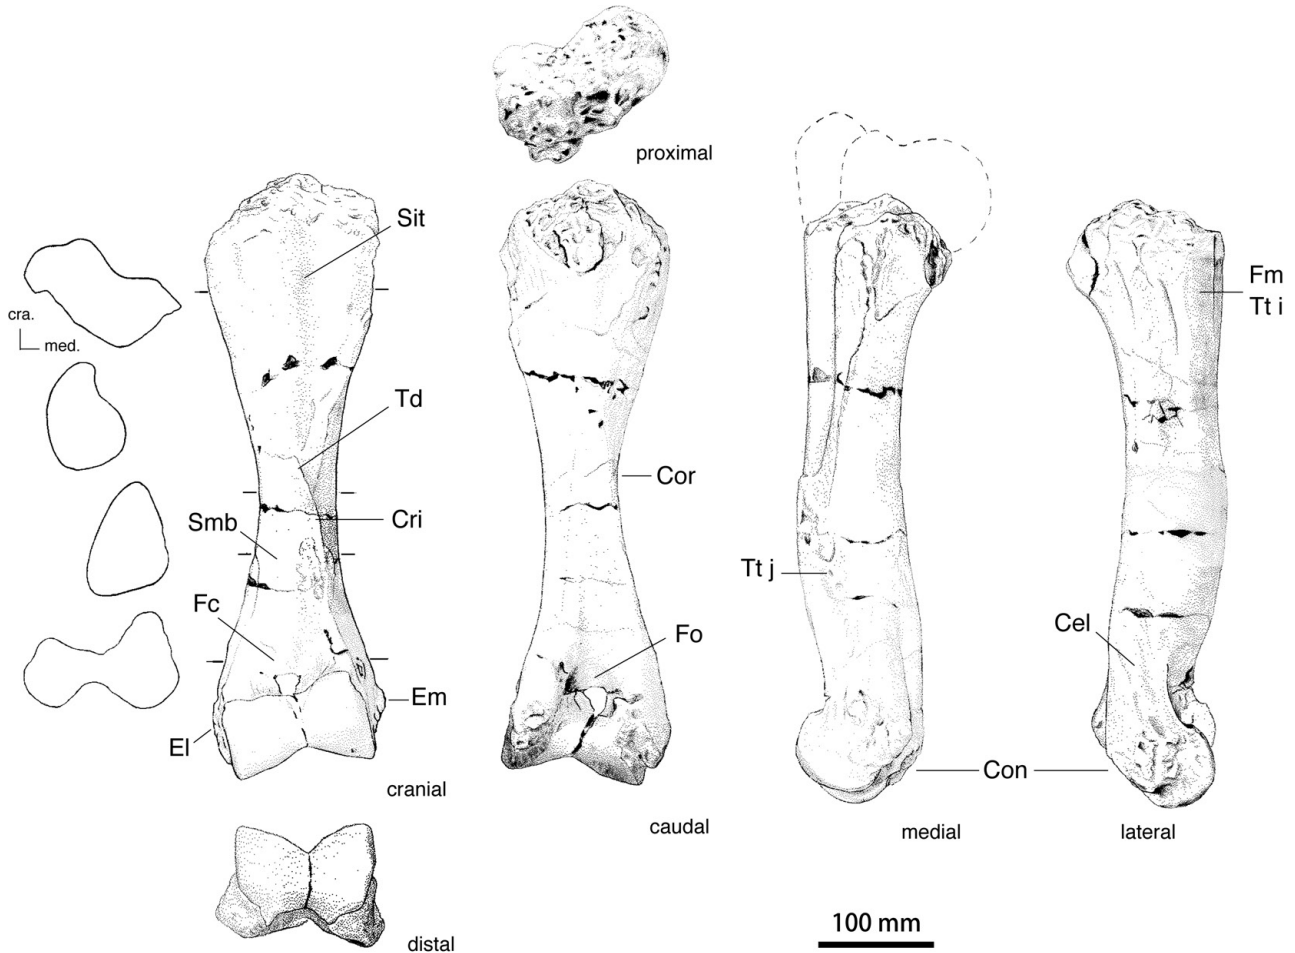 proximal
Sit
Fm
Tt i
cra.
med.
Td
Cor
Smb
Cri
Tt j
Fc
Fo
Cel
Em
El
Con
cranial
caudal
medial
lateral
distal
100 mm